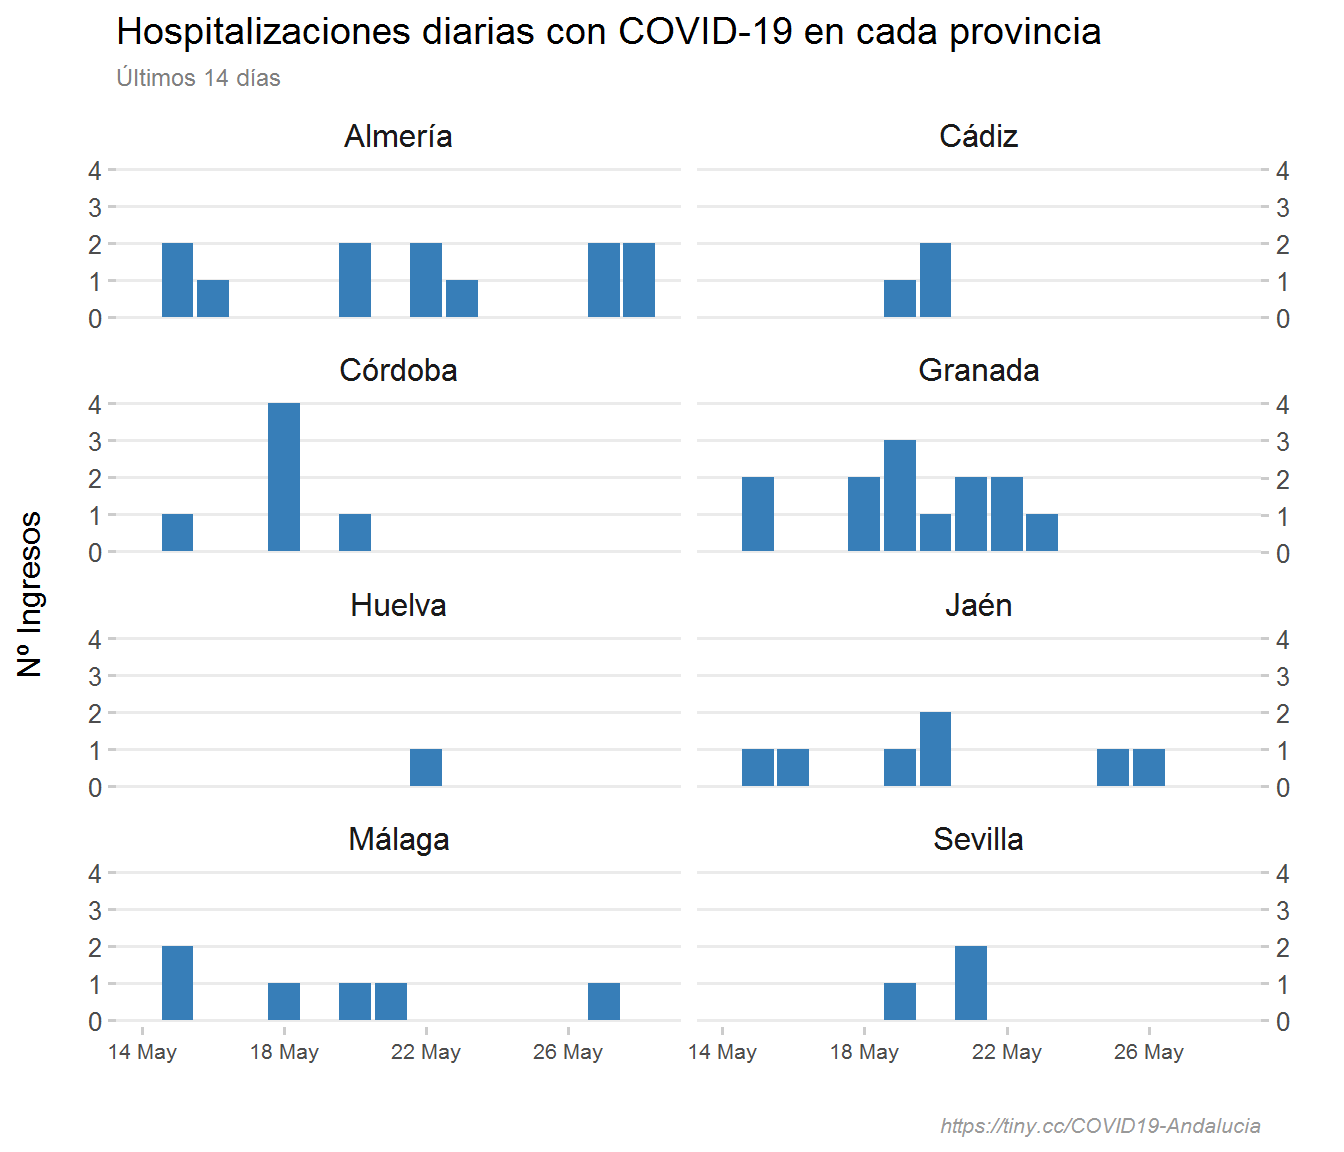 Hospitalizaciones diarias con COVID-19 en cada provincia
Últimos 14 días
Almería
Cádiz
4
3
2
1
0
4
3
2
1
0
Córdoba
Granada
4
3
2
1
0
4
3
2
1
0
Nº Ingresos
Huelva
Jaén
4
3
2
1
0
4
3
2
1
0
Málaga
Sevilla
4
3
2
1
0
4
3
2
1
0
14 May 18 May 22 May 26 May
14 May 18 May 22 May 26 May
https://tiny.cc/COVID19-Andalucia